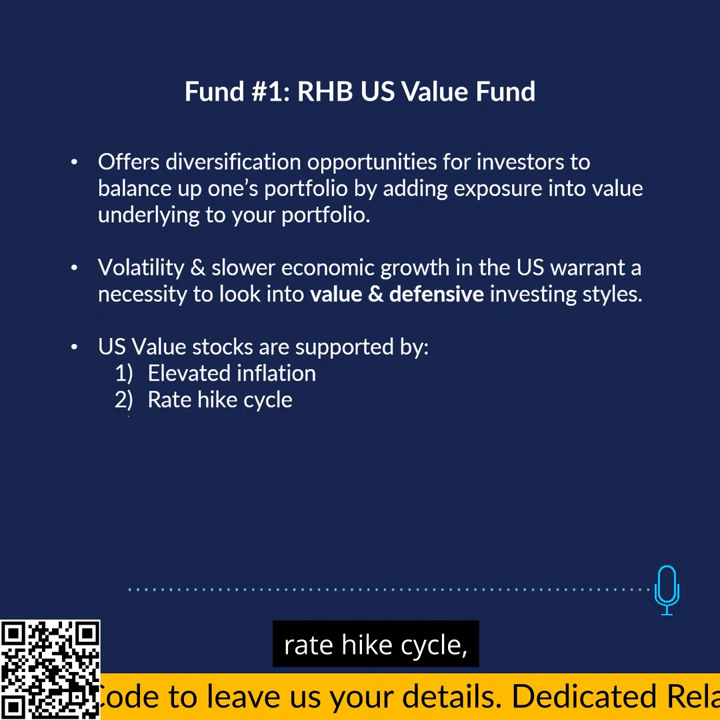 Fund #1: RHB US Value Fund
• Offers diversification opportunities for investors to
balance up one's portfolio by adding exposure into value
underlying to your portfolio.
• Volatility & slower economic growth in the US warrant a
necessity to look into value & defensive investing styles.
• US Value stocks are supported by:
1) Elevated inflation
2) Rate hike cycle
rate hike cycle,
Code to leave us your details. Dedicated Rela